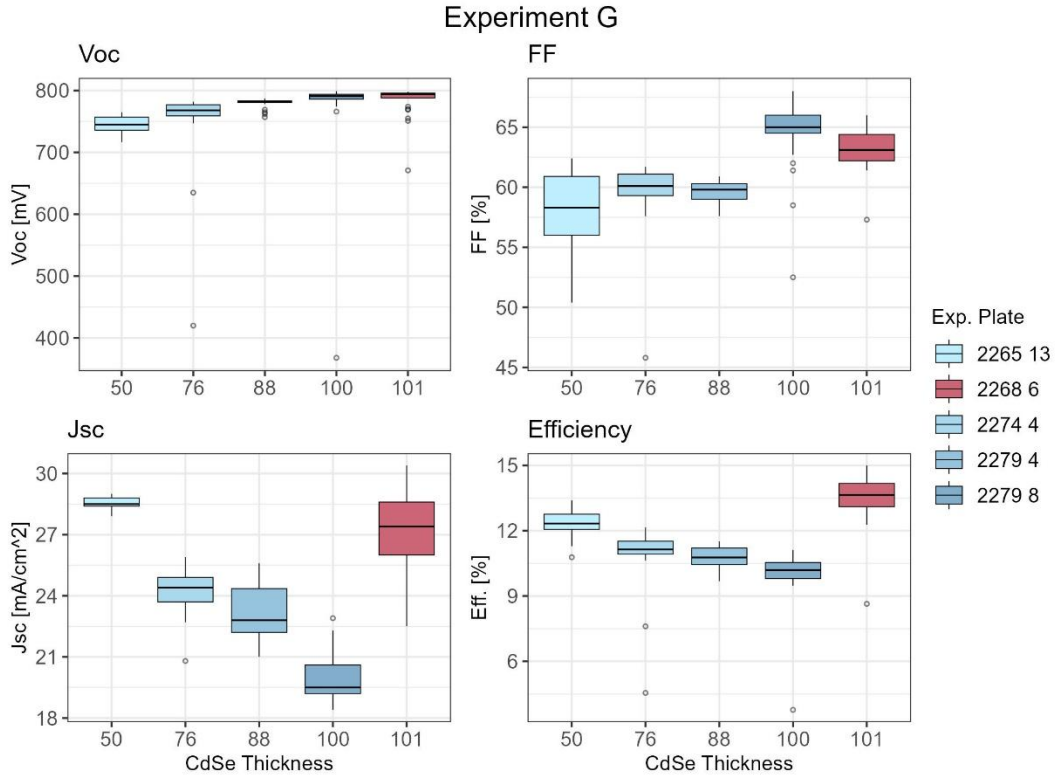 Experiment G
Voc
800
700
600
500
400
Voc [mV]
50 76 88 100 101
FF
65
60
55
50
45
FF [%]
50 76 88 100 101
Jsc
30
27
24
21
18
Jsc [mA/cm^2]
50 76 88 100 101
CdSe Thickness
Efficiency
15
12
9
6
Eff. [%]
50 76 88 100 101
CdSe Thickness
Exp. Plate
2265 13
2268 6
2274 4
2279 4
2279 8